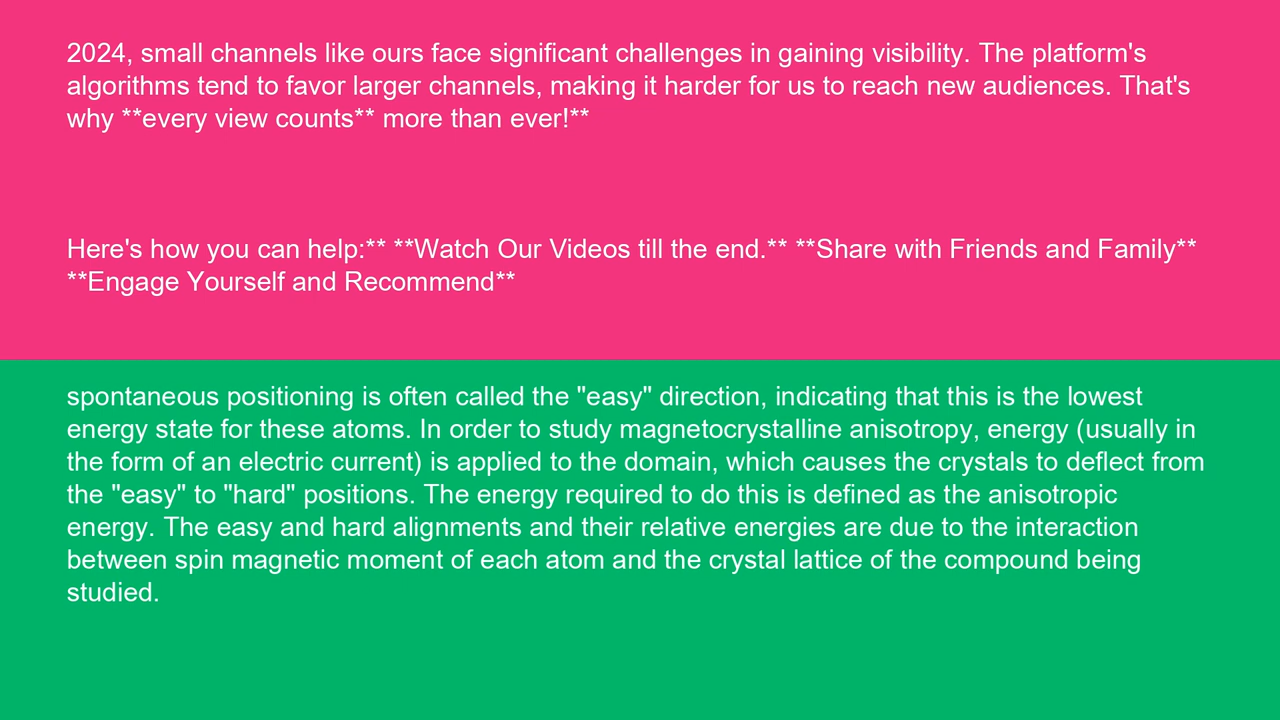 2024, small channels like ours face significant challenges in gaining visibility. The platform's
algorithms tend to favor larger channels, making it harder for us to reach new audiences. That's
why **every view counts** more than ever!**
Here's how you can help:** **Watch Our Videos till the end.** **Share with Friends and Family**
**Engage Yourself and Recommend**
spontaneous positioning is often called the "easy" direction, indicating that this is the lowest
energy state for these atoms. In order to study magnetocrystalline anisotropy, energy (usually in
the form of an electric current) is applied to the domain, which causes the crystals to deflect from
the "easy" to "hard" positions. The energy required to do this is defined as the anisotropic
energy. The easy and hard alignments and their relative energies are due to the interaction
between spin magnetic moment of each atom and the crystal lattice of the compound being
studied.